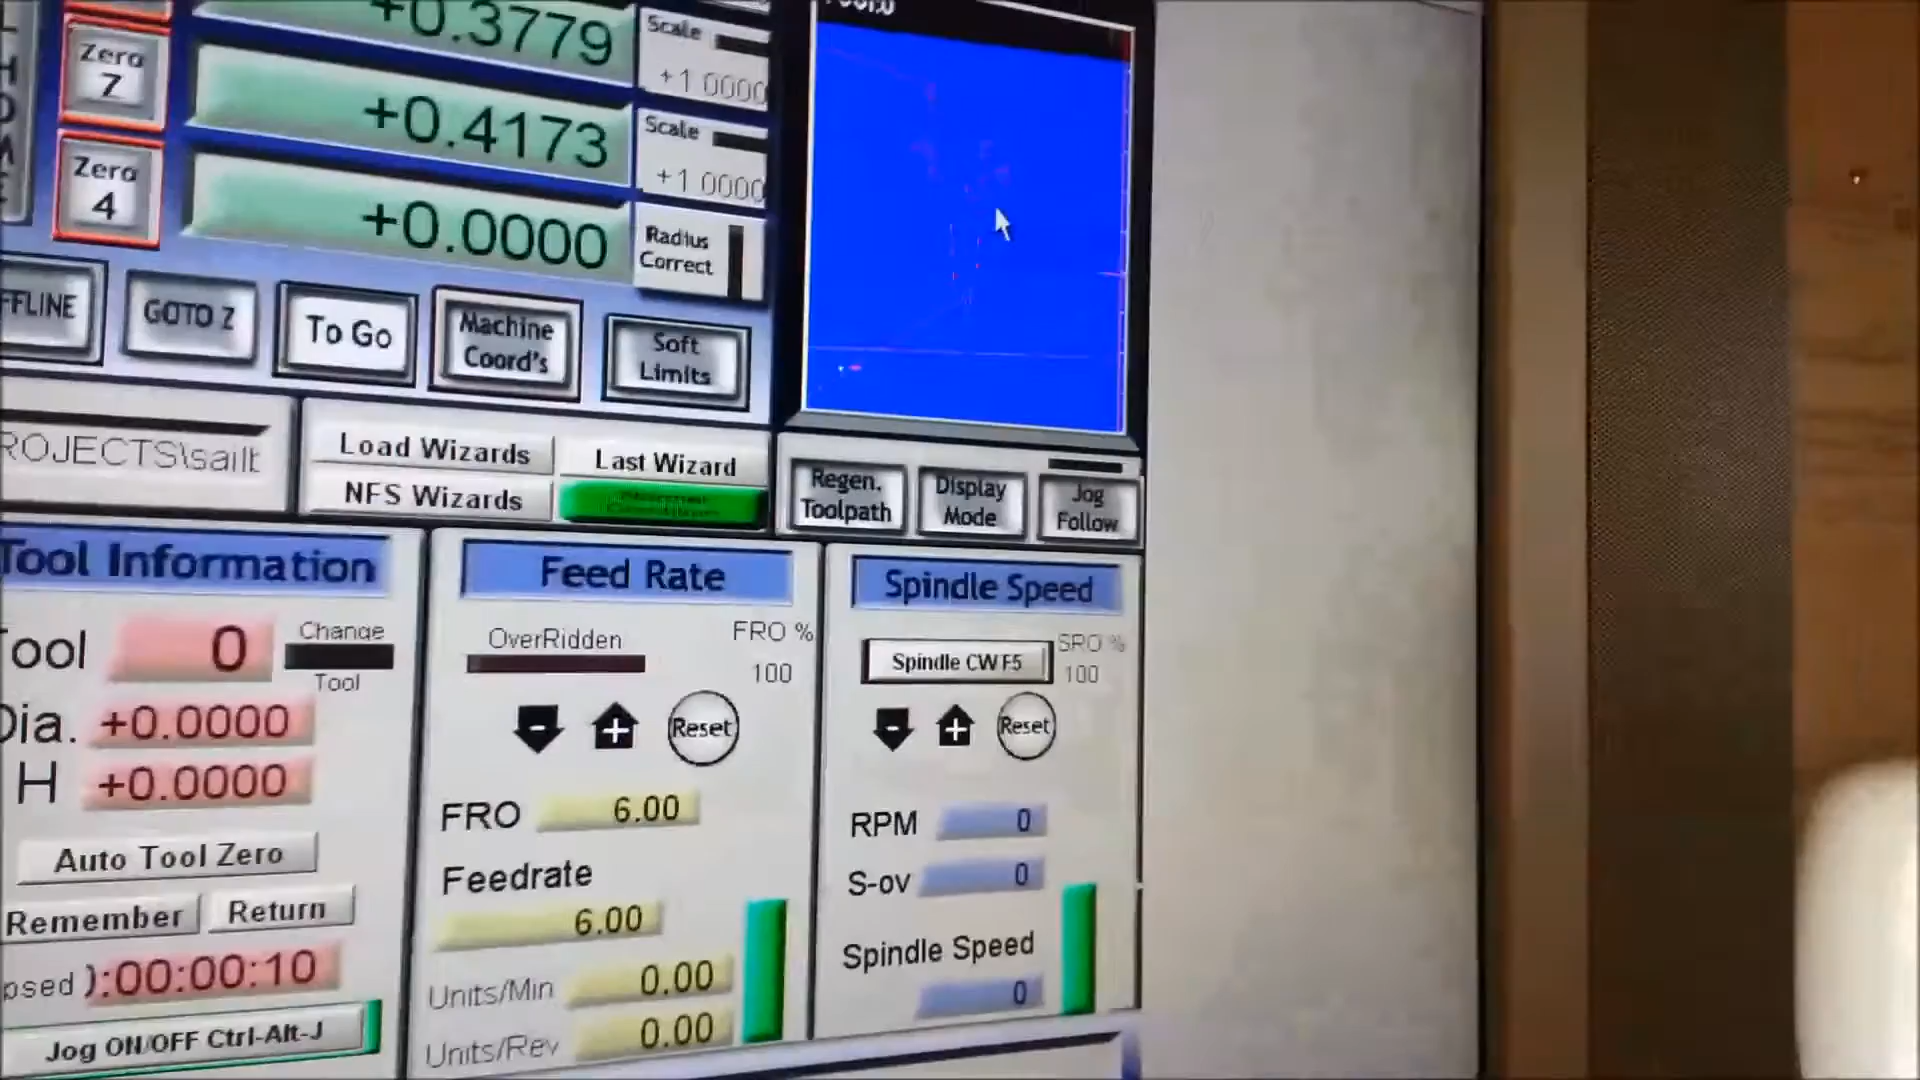 +0.3779
Scale
+1 0000
Zero
+0.4173
Scale
+1 0000
Zero
4
+0.0000
Radius
Correct
FFLINE
GOTO Z
To Go
Machine
Coord's
Soft
Limits
ROJECTS\sailb
Load Wizards
Last Wizard
NFS Wizards
Regen.
Toolpath
Display
Mode
Jog
Follow
Tool Information
Feed Rate
Spindle Speed
Tool
0
Change
Tool
OverRidden
FRO %
100
Spindle CW F5
SRO %
100
Dia. +0.0000
H +0.0000
Reset
Reset
FRO 6.00
RPM 0
Auto Tool Zero
Feedrate
6.00
S-ov 0
Remember
Return
Spindle Speed
0
psed ):00:00:10
Units/Min 0.00
Units/Rev 0.00
Jog ON/OFF Ctrl-Alt-J